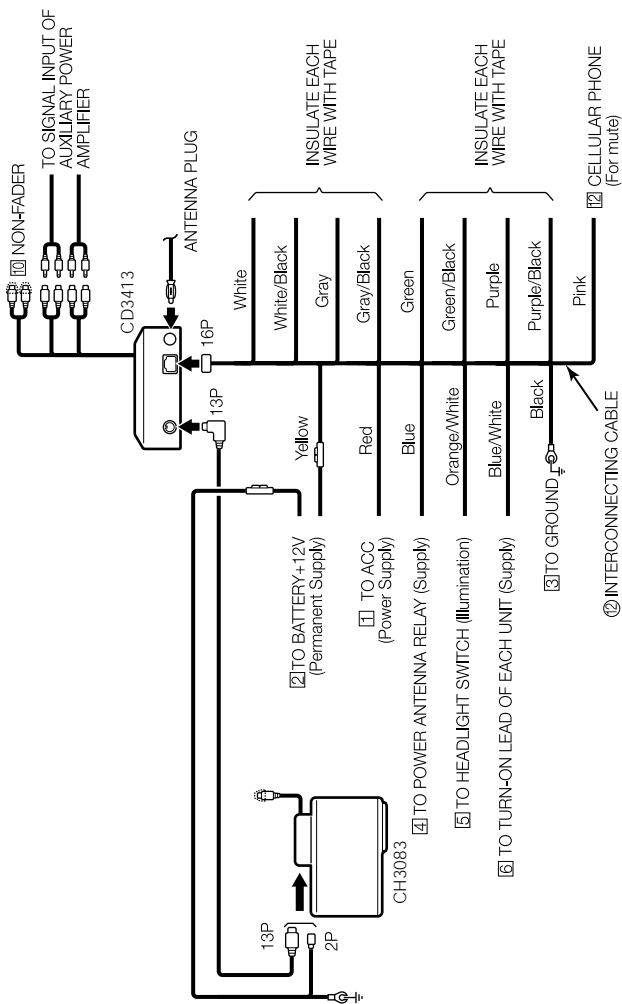 10 NON-FADER
TO SIGNAL INPUT OF
AUXILIARY POWER
AMPLIFIER
CD3413
ANTENNA PLUG
13P
16P
White
White/Black
Gray
Gray/Black
INSULATE EACH
WIRE WITH TAPE
Green
Green/Black
Purple
Purple/Black
INSULATE EACH
WIRE WITH TAPE
Pink
12 CELLULAR PHONE
(For mute)
Yellow
Red
Blue
Orange/White
Blue/White
Black
2 TO BATTERY+12V
(Permanent Supply)
1 TO ACC
(Power Supply)
4 TO POWER ANTENNA RELAY (Supply)
5 TO HEADLIGHT SWITCH (Illumination)
6 TO TURN-ON LEAD OF EACH UNIT (Supply)
3 TO GROUND
⑫ INTERCONNECTING CABLE
13P
2P
CH3083